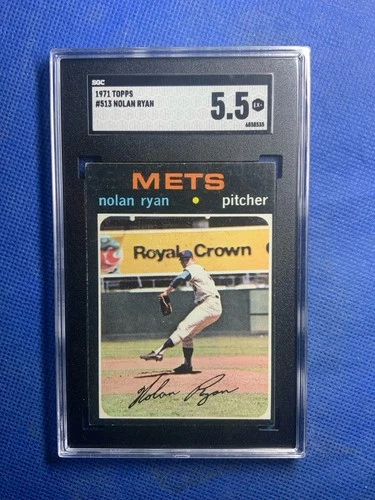 SGC
1971 TOPPS
#513 NOLAN RYAN
5.5 EX+
METS
nolan ryan • pitcher
Royal Crown
Nolan Ryan